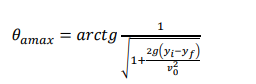 θ_amax = arctg 1/√(1+2g(y_i−y_f)/v_0^2)